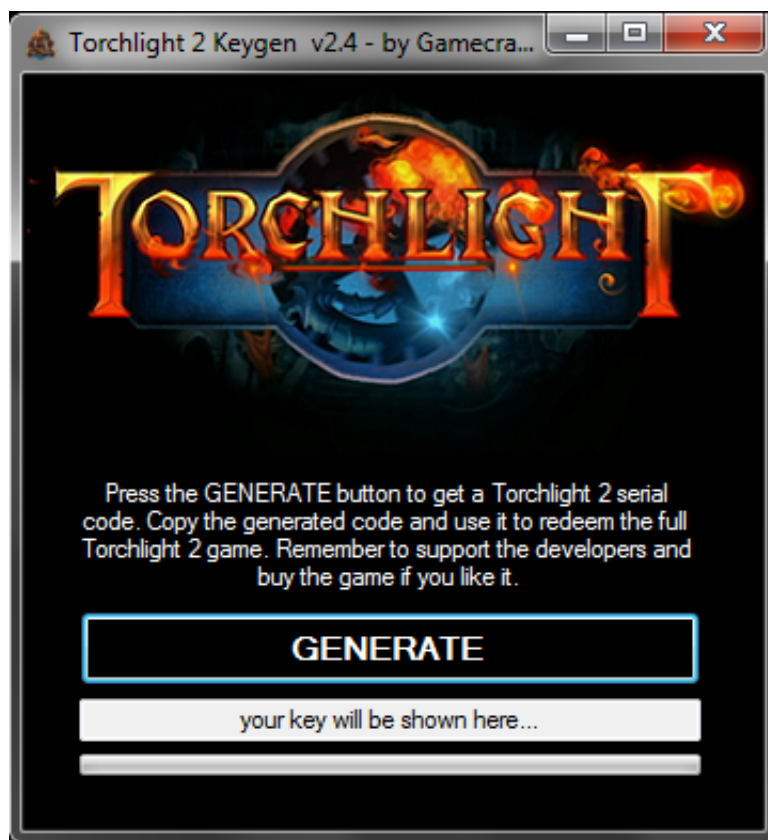 Torchlight 2 Keygen v2.4 - by Gamecra...
TORCHLIGHT
Press the GENERATE button to get a Torchlight 2 serial
code. Copy the generated code and use it to redeem the full
Torchlight 2 game. Remember to support the developers and
buy the game if you like it.
GENERATE
your key will be shown here...